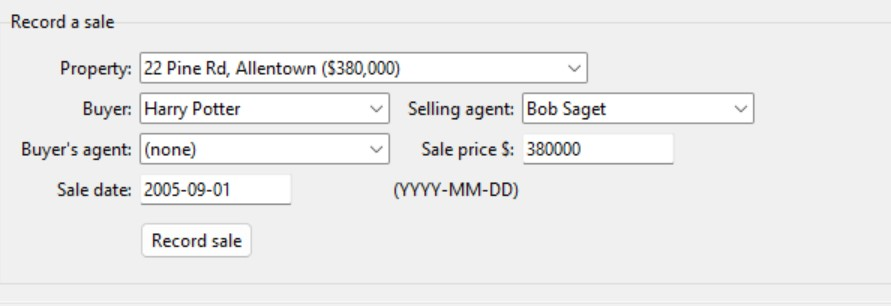 Record a sale
Property: 22 Pine Rd, Allentown ($380,000)
Buyer: Harry Potter Selling agent: Bob Saget
Buyer's agent: (none) Sale price $: 380000
Sale date: 2005-09-01 (YYYY-MM-DD)
Record sale